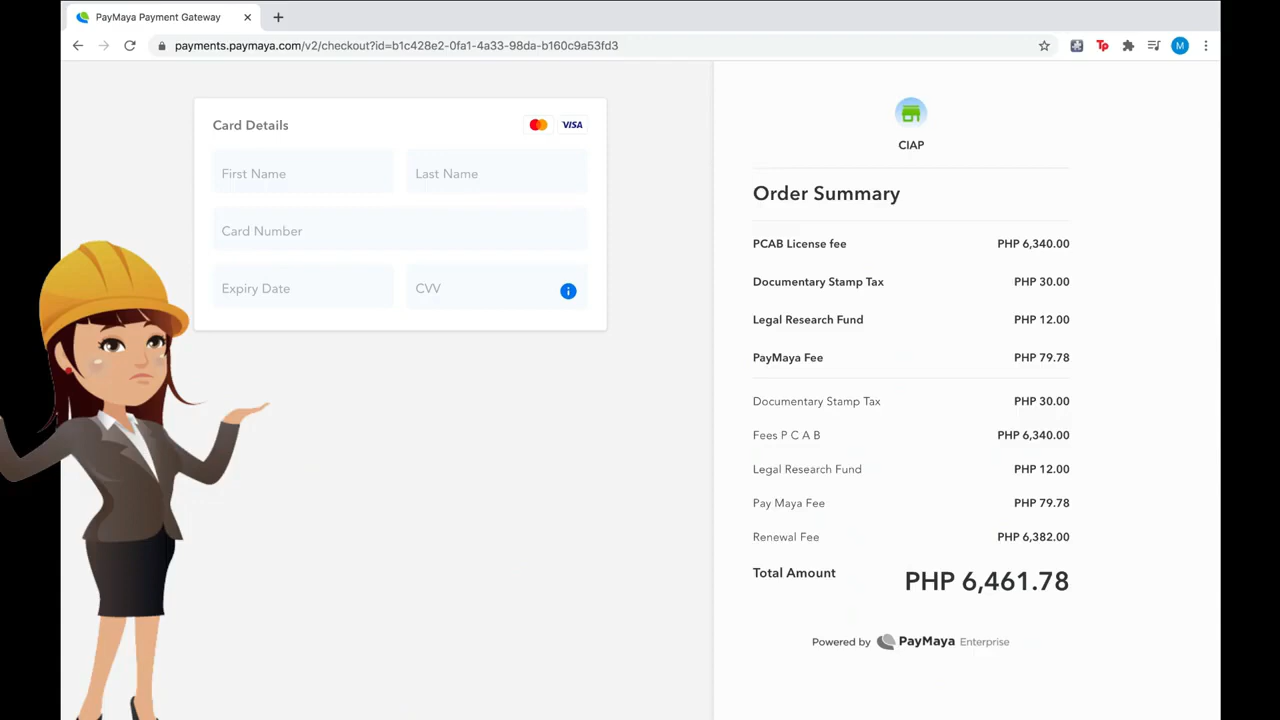 PayMaya Payment Gateway
payments.paymaya.com/v2/checkout?id=b1c428e2-0fa1-4a33-98da-b160c9a53fd3
Tp
M
Card Details
VISA
First Name
Last Name
Card Number
Expiry Date
CVV
i
CIAP
Order Summary
PCAB License fee PHP 6,340.00
Documentary Stamp Tax PHP 30.00
Legal Research Fund PHP 12.00
PayMaya Fee PHP 79.78
Documentary Stamp Tax PHP 30.00
Fees P C A B PHP 6,340.00
Legal Research Fund PHP 12.00
Pay Maya Fee PHP 79.78
Renewal Fee PHP 6,382.00
Total Amount PHP 6,461.78
Powered by PayMaya Enterprise